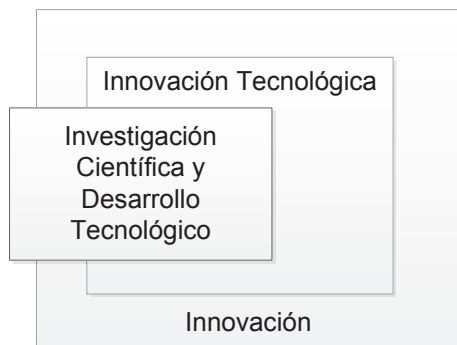 Innovación Tecnológica
Investigación
Científica y
Desarrollo
Tecnológico
Innovación